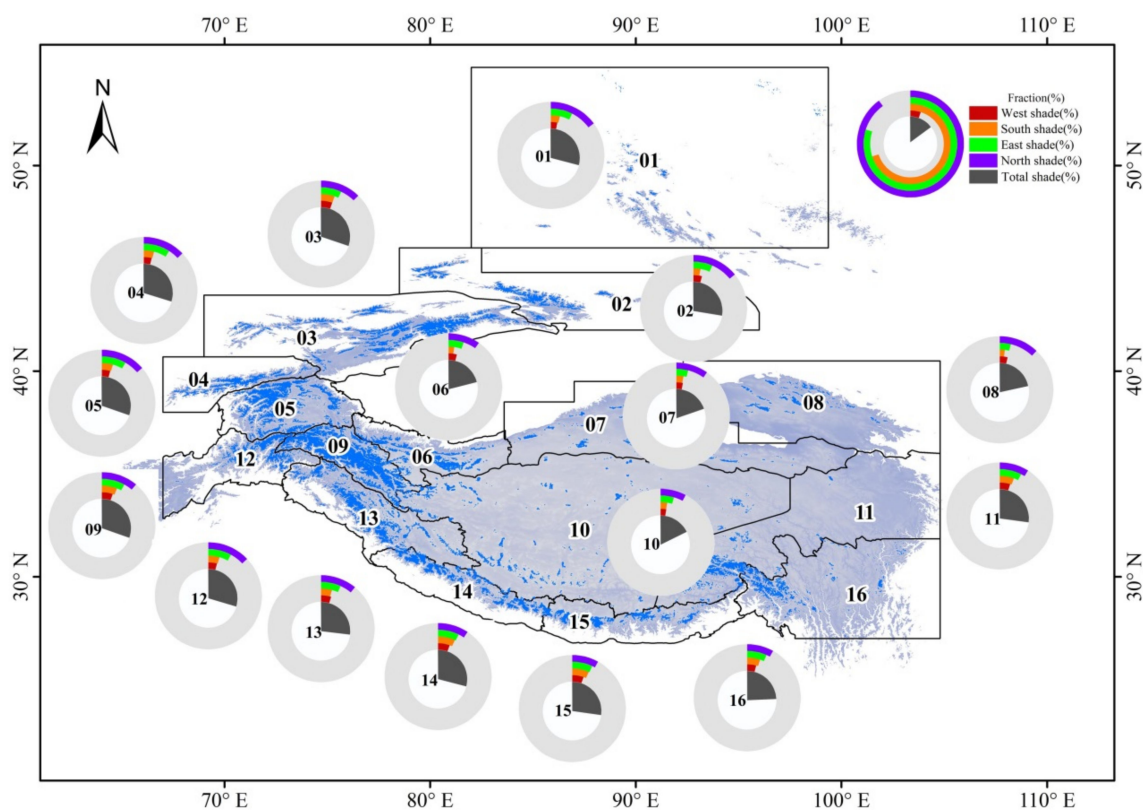 70° E 80° E 90° E 100° E 110° E
N
Fraction(%)
West shade(%)
South shade(%)
East shade(%)
North shade(%)
Total shade(%)
50° N
40° N
30° N
01
01
03
04
02
02
03
04
05
05
06
07
08
08
07
09
12
06
09
13
10
10
11
11
12
13
14
14
15
15
16
16
50° N
40° N
30° N
70° E 80° E 90° E 100° E 110° E